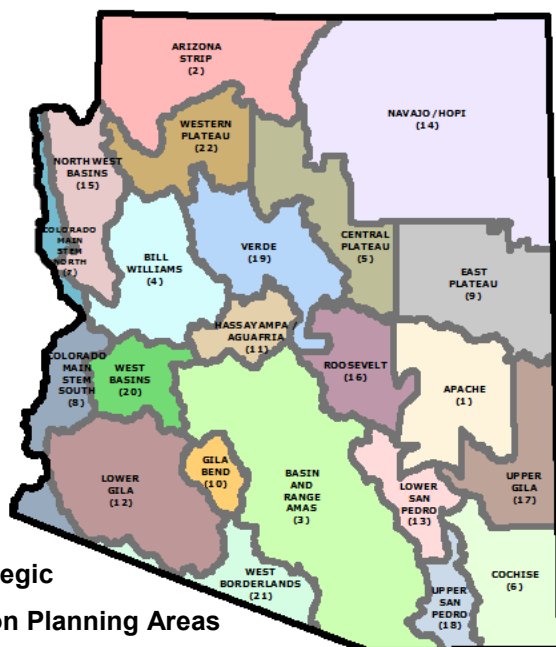 ARIZONA
STRIP
(2)
NAVAJO/HOPI
(14)
WESTERN
PLATEAU
(22)
NORTH WEST
BASINS
(15)
COLORADO
MAIN
STEM
NORTH
(7)
CENTRAL
PLATEAU
(5)
VERDE
(19)
BILL
WILLIAMS
(4)
EAST
PLATEAU
(9)
HASSAYAMPA /
AGUAFRIA
(11)
COLORADO
MAIN
STEM
SOUTH
(8)
WEST
BASINS
(20)
ROOSEVELT
(16)
APACHE
(1)
GILA
BEND
(10)
LOWER
GILA
(12)
BASIN
AND
RANGE
AMAS
(3)
LOWER
SAN
PEDRO
(13)
UPPER
GILA
(17)
WEST
BORDERLANDS
(21)
UPPER
SAN
PEDRO
(18)
COCHISE
(6)
egic
on Planning Areas